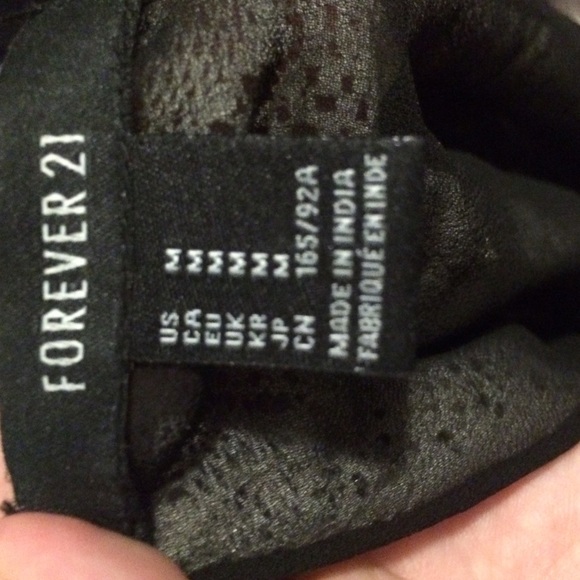 FOREVER 21
US M
CA M
EU M
UK M
KR M
JP M
CN 165/92A
MADE IN INDIA
FABRIQUÉ EN INDE